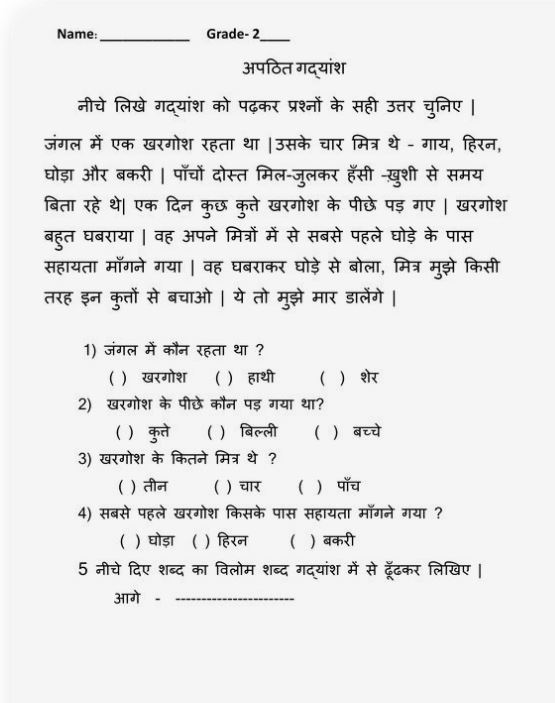 Name: ____________ Grade- 2____
अपठित गद्यांश
नीचे लिखे गद्यांश को पढ़कर प्रश्नों के सही उत्तर चुनिए |
जंगल में एक खरगोश रहता था |उसके चार मित्र थे - गाय, हिरन,
घोड़ा और बकरी | पाँचों दोस्त मिल-जुलकर हँसी -ख़ुशी से समय
बिता रहे थे| एक दिन कुछ कुत्ते खरगोश के पीछे पड़ गए | खरगोश
बहुत घबराया | वह अपने मित्रों में से सबसे पहले घोड़े के पास
सहायता माँगने गया | वह घबराकर घोड़े से बोला, मित्र मुझे किसी
तरह इन कुत्तों से बचाओ | ये तो मुझे मार डालेंगे |
1) जंगल में कौन रहता था ?
( ) खरगोश ( ) हाथी ( ) शेर
2) खरगोश के पीछे कौन पड़ गया था?
( ) कुत्ते ( ) बिल्ली ( ) बच्चे
3) खरगोश के कितने मित्र थे ?
( ) तीन ( ) चार ( ) पाँच
4) सबसे पहले खरगोश किसके पास सहायता माँगने गया ?
( ) घोड़ा ( ) हिरन ( ) बकरी
5 नीचे दिए शब्द का विलोम शब्द गद्यांश में से ढूँढकर लिखिए |
आगे - -----------------------